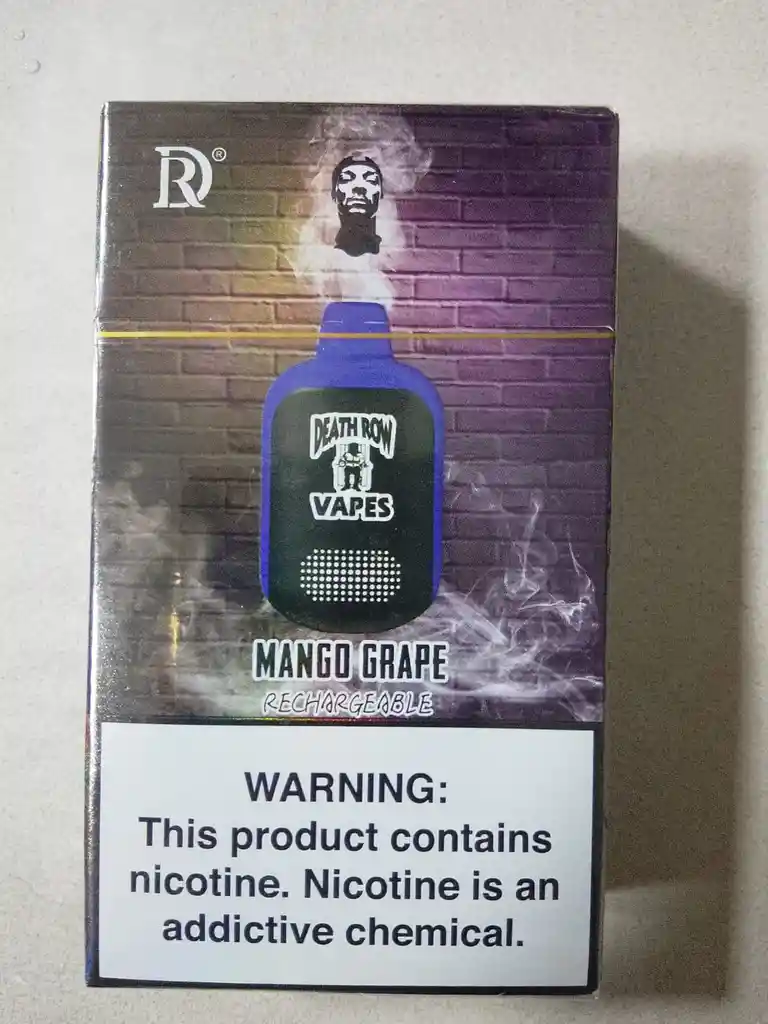 DR®
DEATH ROW
VAPES
MANGO GRAPE
RECHARGEABLE
WARNING:
This product contains
nicotine. Nicotine is an
addictive chemical.